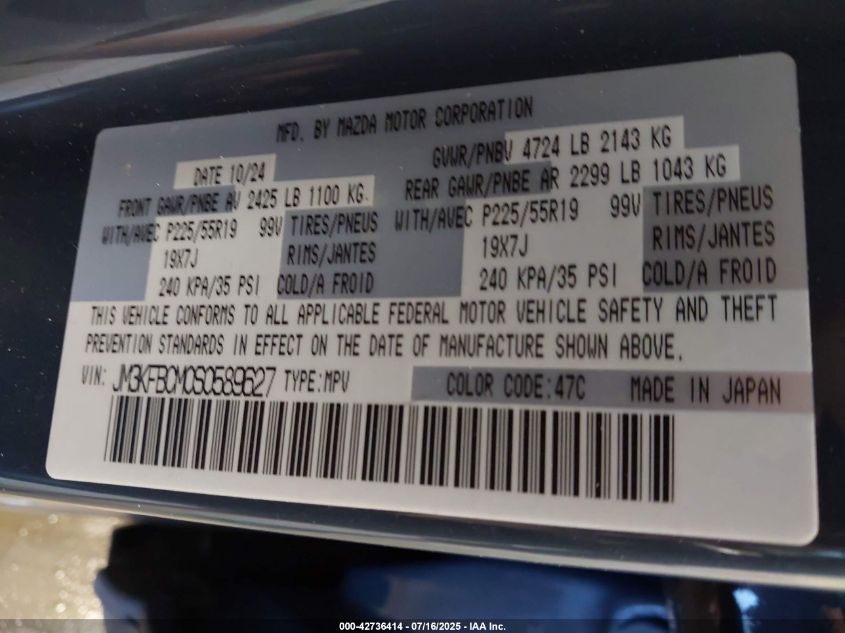 MFD. BY MAZDA MOTOR CORPORATION
DATE 10/24 GVWR/PNBV 4724 LB 2143 KG
FRONT GAWR/PNBE AV 2425 LB 1100 KG REAR GAWR/PNBE AR 2299 LB 1043 KG
WITH/AVEC P225/55R19 99V TIRES/PNEUS WITH/AVEC P225/55R19 99V TIRES/PNEUS
19X7J RIMS/JANTES 19X7J RIMS/JANTES
240 KPA/35 PSI COLD/A FROID 240 KPA/35 PSI COLD/A FROID
THIS VEHICLE CONFORMS TO ALL APPLICABLE FEDERAL MOTOR VEHICLE SAFETY AND THEFT
PREVENTION STANDARDS IN EFFECT ON THE DATE OF MANUFACTURE SHOWN ABOVE.
VIN: JM3KFBCM0S0589627 TYPE:MPV COLOR CODE:47C MADE IN JAPAN
000-42736414 - 07/16/2025 - IAA Inc.